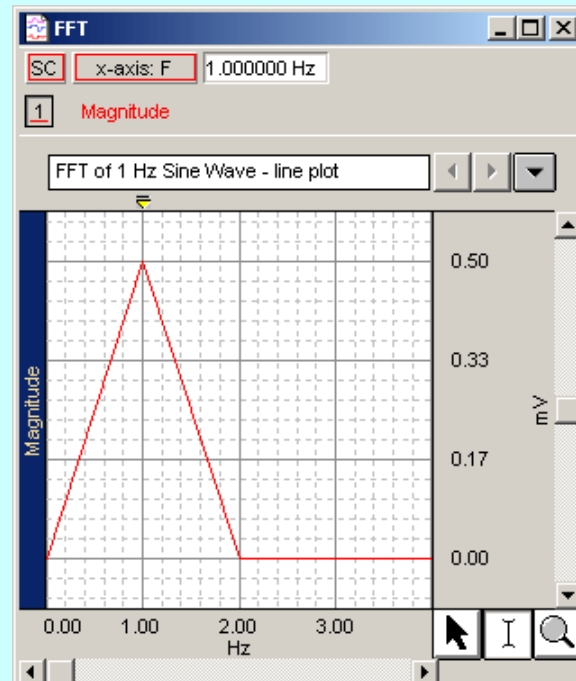 FFT
SC x-axis: F 1.000000 Hz
1 Magnitude
FFT of 1 Hz Sine Wave - line plot
Magnitude
0.50
0.33
0.17
0.00
mV
0.00 1.00 2.00 3.00
Hz